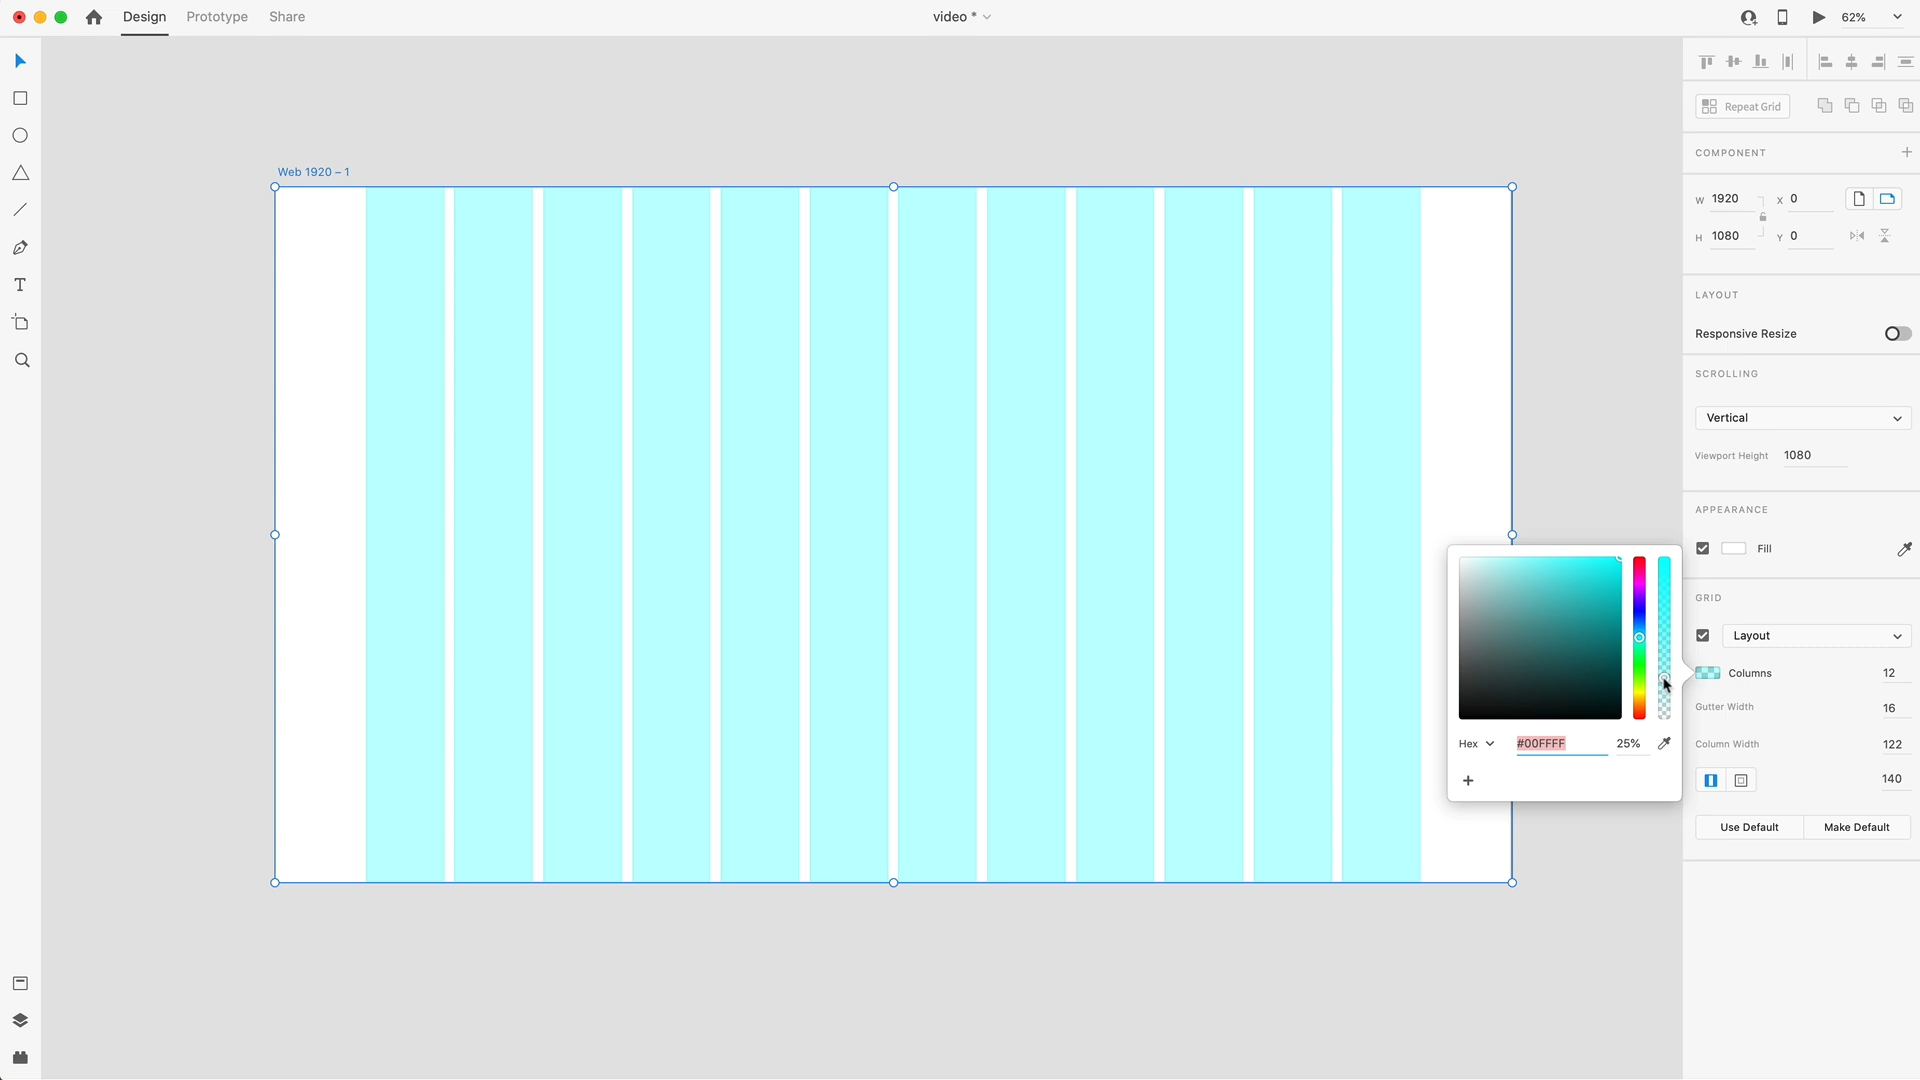 Design Prototype Share video * 62%
Repeat Grid
COMPONENT
W 1920 X 0
H 1080 Y 0
LAYOUT
Responsive Resize
SCROLLING
Vertical
Viewport Height 1080
APPEARANCE
Fill
GRID
Layout
Columns 12
Gutter Width 16
Column Width 122
140
Use Default Make Default
Web 1920 – 1
Hex #00FFFF 25%
T